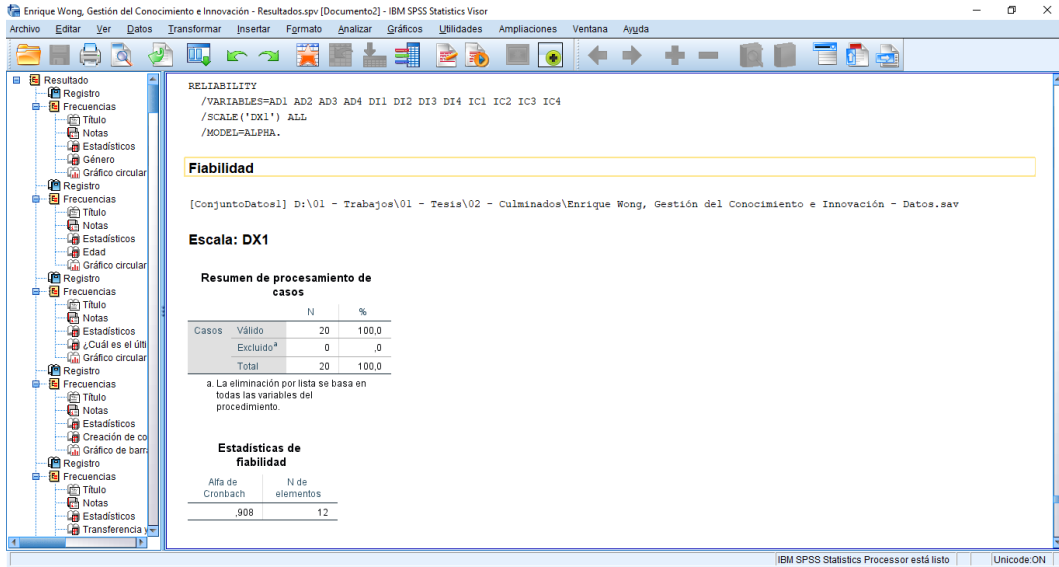 Enrique Wong, Gestión del Conocimiento e Innovación - Resultados.spv [Documento2] - IBM SPSS Statistics Visor
Archivo Editar Ver Datos Transformar Insertar Formato Analizar Gráficos Utilidades Ampliaciones Ventana Ayuda
Resultado
Registro
Frecuencias
Título
Notas
Estadísticos
Género
Gráfico circular
Registro
Frecuencias
Título
Notas
Estadísticos
Edad
Gráfico circular
Registro
Frecuencias
Título
Notas
Estadísticos
¿Cuál es el últi
Gráfico circular
Registro
Frecuencias
Título
Notas
Estadísticos
Creación de co
Gráfico de barr
Registro
Frecuencias
Título
Notas
Estadísticos
Transferencia y
RELIABILITY
/VARIABLES=AD1 AD2 AD3 AD4 DI1 DI2 DI3 DI4 IC1 IC2 IC3 IC4
/SCALE('DX1') ALL
/MODEL=ALPHA.
Fiabilidad
[ConjuntoDatos1] D:\01 - Trabajos\01 - Tesis\02 - Culminados\Enrique Wong, Gestión del Conocimiento e Innovación - Datos.sav
Escala: DX1
Resumen de procesamiento de
casos
N %
Casos Válido 20 100,0
Excluido^a 0 ,0
Total 20 100,0
a. La eliminación por lista se basa en
todas las variables del
procedimiento.
Estadísticas de
fiabilidad
Alfa de
Cronbach
N de
elementos
,908 12
IBM SPSS Statistics Processor está listo
Unicode:ON